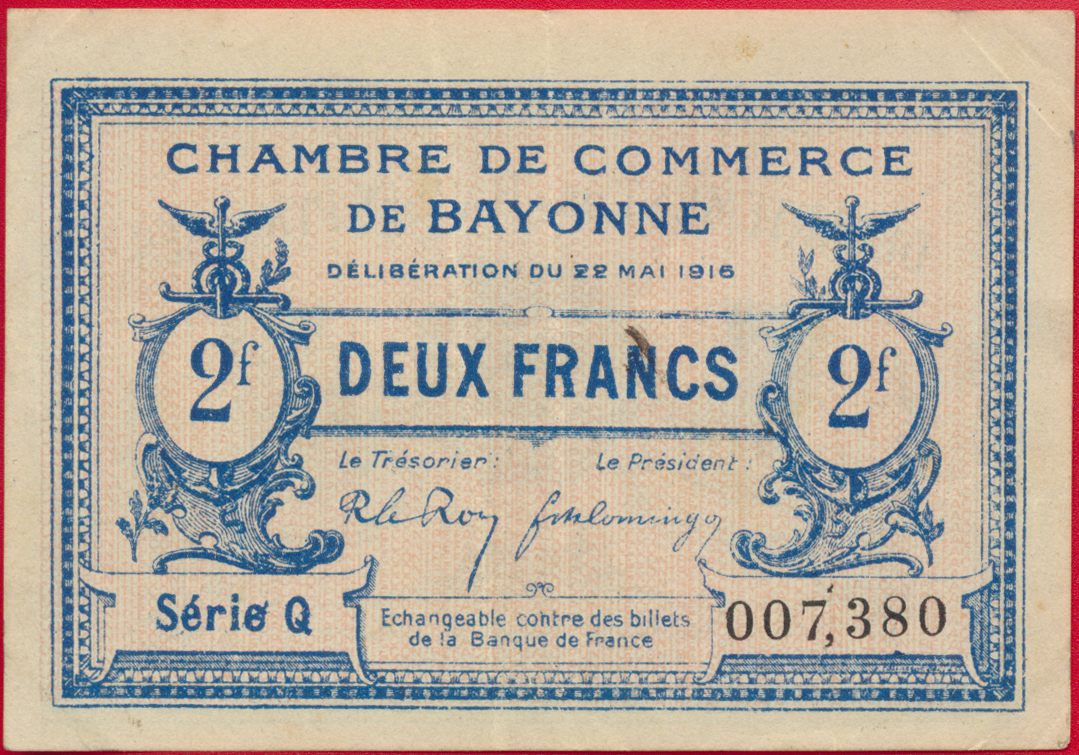 CHAMBRE DE COMMERCE
DE BAYONNE
DÉLIBÉRATION DU 22 MAI 1916
2f DEUX FRANCS 2f
Le Trésorier: Le Président:
Série Q
Echangeable contre des billets
de la Banque de France
007,380